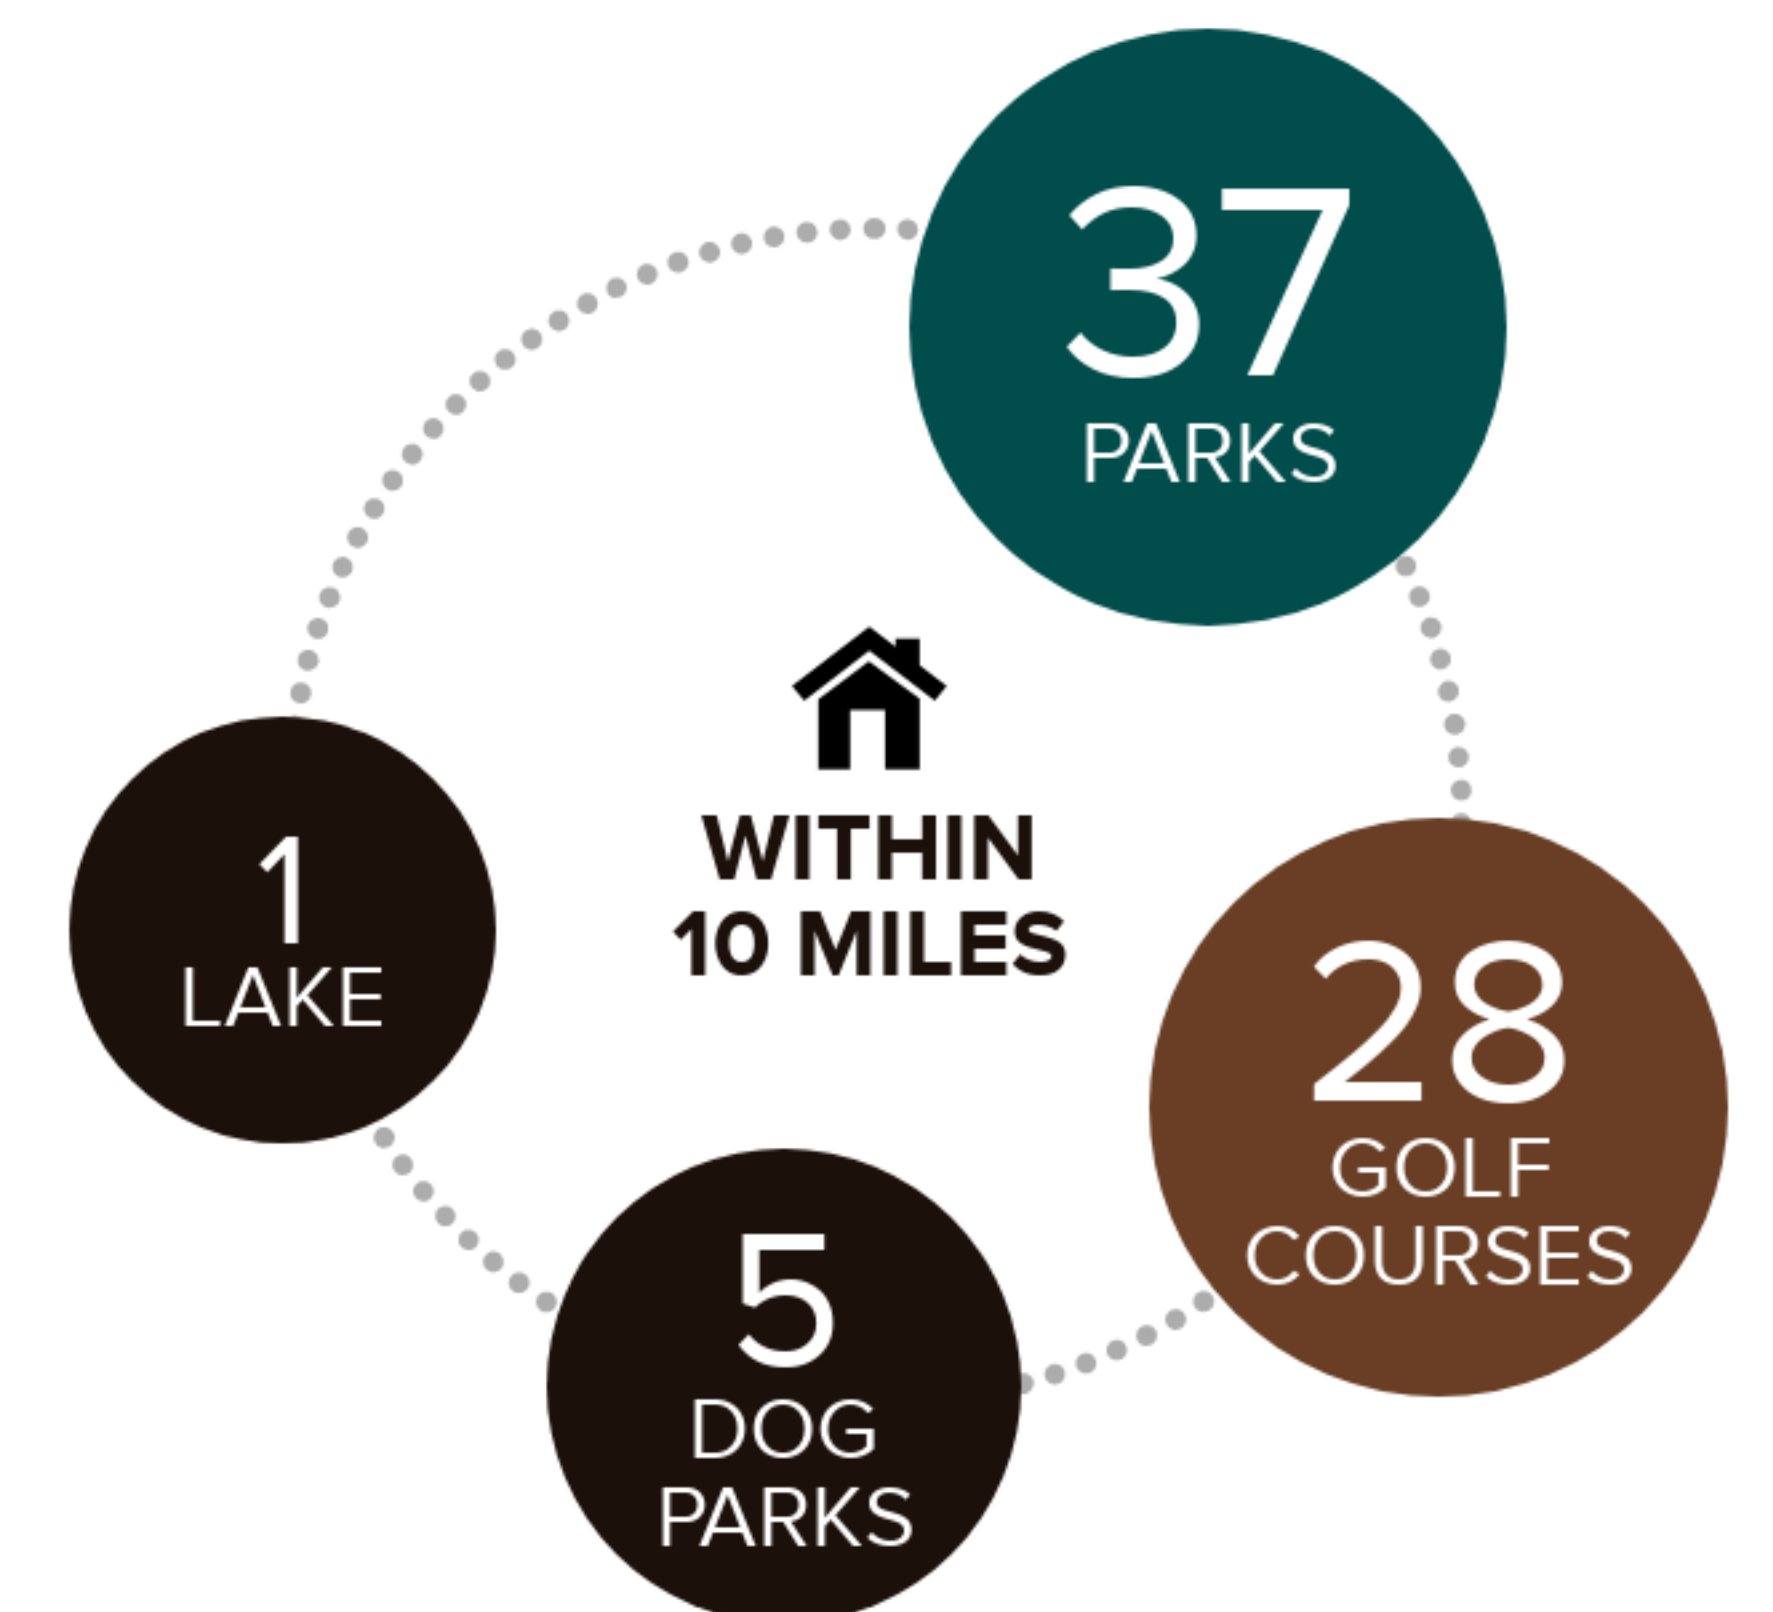 37
PARKS
WITHIN
10 MILES
1
LAKE
28
GOLF
COURSES
5
DOG
PARKS